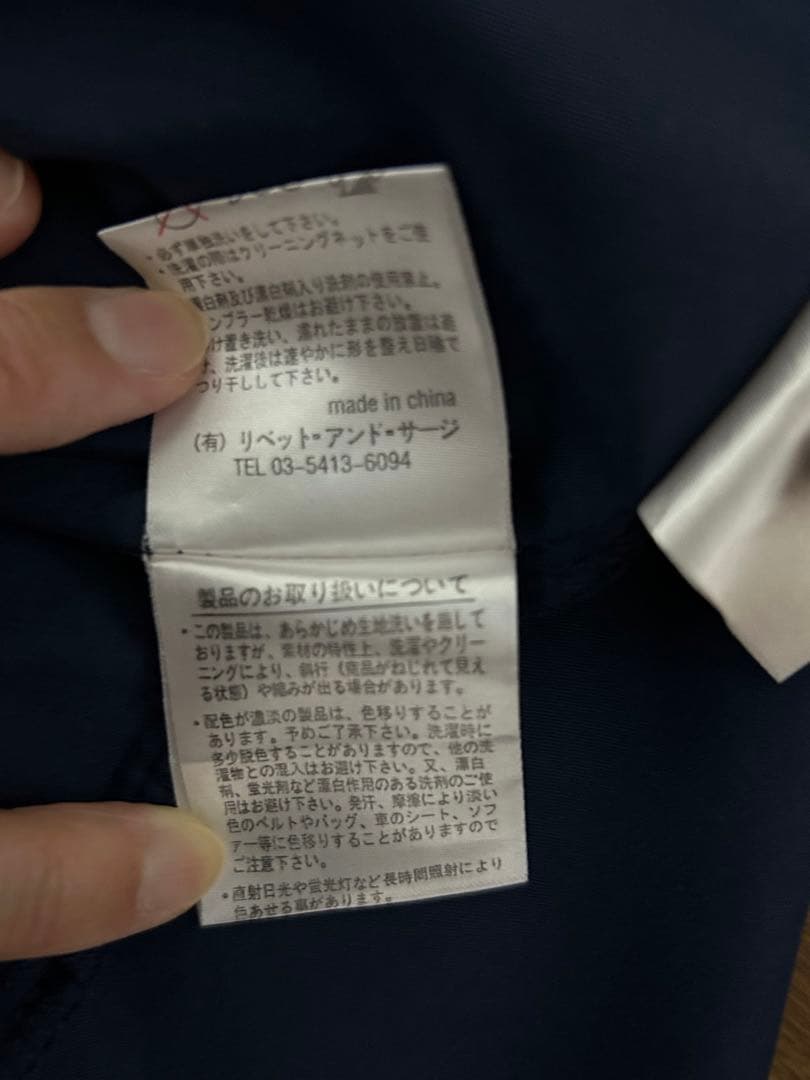 ・必ず単独洗いをして下さい。
・洗濯の際はクリーニングネットをご使
用下さい。
白剤及び漂白剤入り洗剤の使用禁止。
ンブラー乾燥はお避け下さい。
け置き洗い、濡れたままの放置は避
け、洗濯後は速やかに形を整え日陰で
つり干しして下さい。
made in china
(有) リベット・アンド・サージ
TEL 03-5413-6094
製品のお取り扱いについて
・この製品は、あらかじめ生地洗いを施して
おりますが、素材の特性上、洗濯やクリー
ニングにより、斜行(商品がねじれて見え
る状態)や縮みが出る場合があります。
・配色が濃淡の製品は、色移りすることが
あります。予めご了承下さい。洗濯時に
多少脱色することがありますので、他の洗
濯物との混入はお避け下さい。又、漂白
剤、蛍光剤など漂白作用のある洗剤のご使
用はお避け下さい。発汗、摩擦により淡い
色のベルトやバッグ、車のシート、ソフ
ァー等に色移りすることがありますので
ご注意下さい。
・直射日光や蛍光灯など長時間照射により
色あせる事があります。